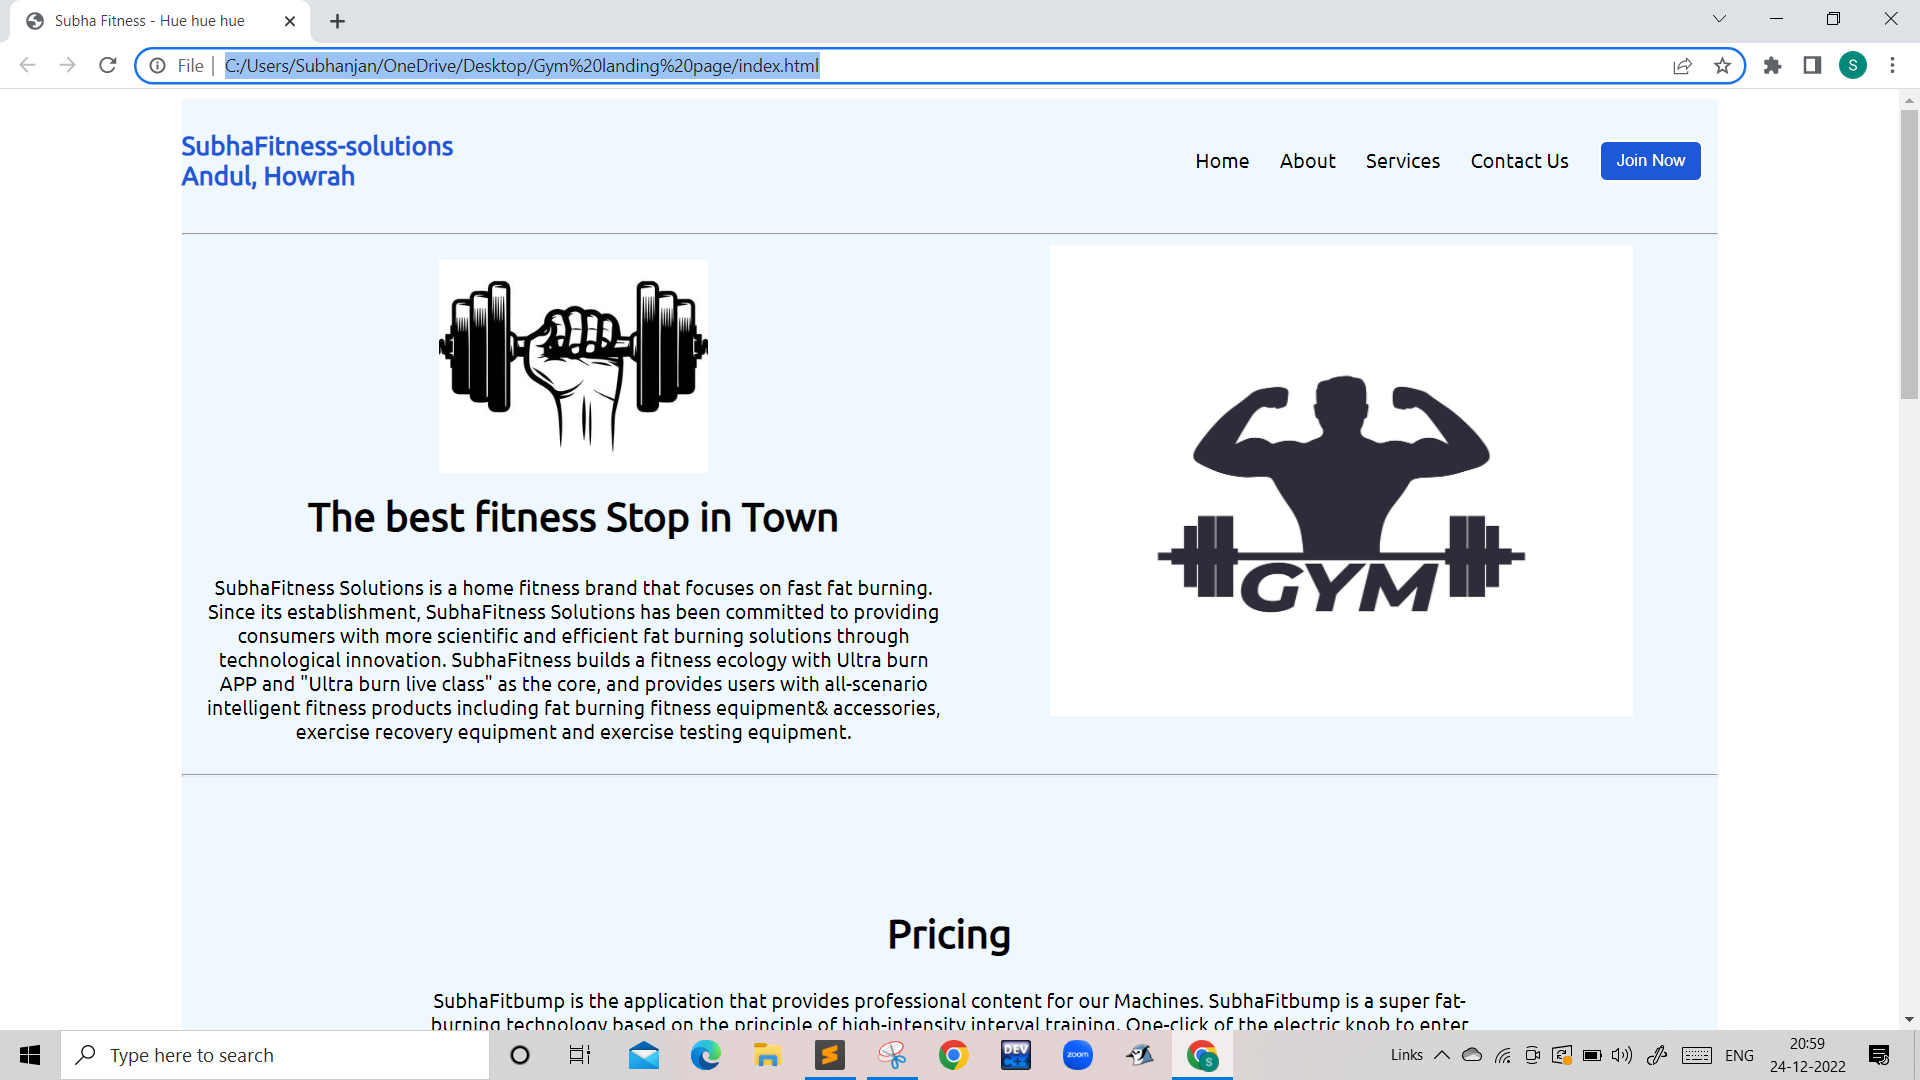 Subha Fitness - Hue hue hue
File
C:/Users/Subhanjan/OneDrive/Desktop/Gym%20landing%20page/index.html
S
SubhaFitness-solutions
Andul, Howrah
Home
About
Services
Contact Us
Join Now
GYM
The best fitness Stop in Town
SubhaFitness Solutions is a home fitness brand that focuses on fast fat burning.
Since its establishment, SubhaFitness Solutions has been committed to providing
consumers with more scientific and efficient fat burning solutions through
technological innovation. SubhaFitness builds a fitness ecology with Ultra burn
APP and "Ultra burn live class" as the core, and provides users with all-scenario
intelligent fitness products including fat burning fitness equipment& accessories,
exercise recovery equipment and exercise testing equipment.
Pricing
SubhaFitbump is the application that provides professional content for our Machines. SubhaFitbump is a super fat-
burning technology based on the principle of high-intensity interval training. One-click of the electric knob to enter
Type here to search
DEV
C++
zoom
S
Links
ENG
20:59
24-12-2022